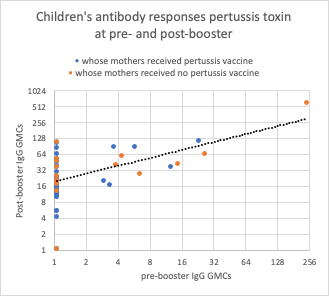 Children's antibody responses pertussis toxin
at pre- and post-booster
whose mothers received pertussis vaccine
whose mothers received no pertussis vaccine
Post-booster IgG GMCs
1024
512
256
128
64
32
16
8
4
2
1
1 2 4 8 16 32 64 128 256
pre-booster IgG GMCs